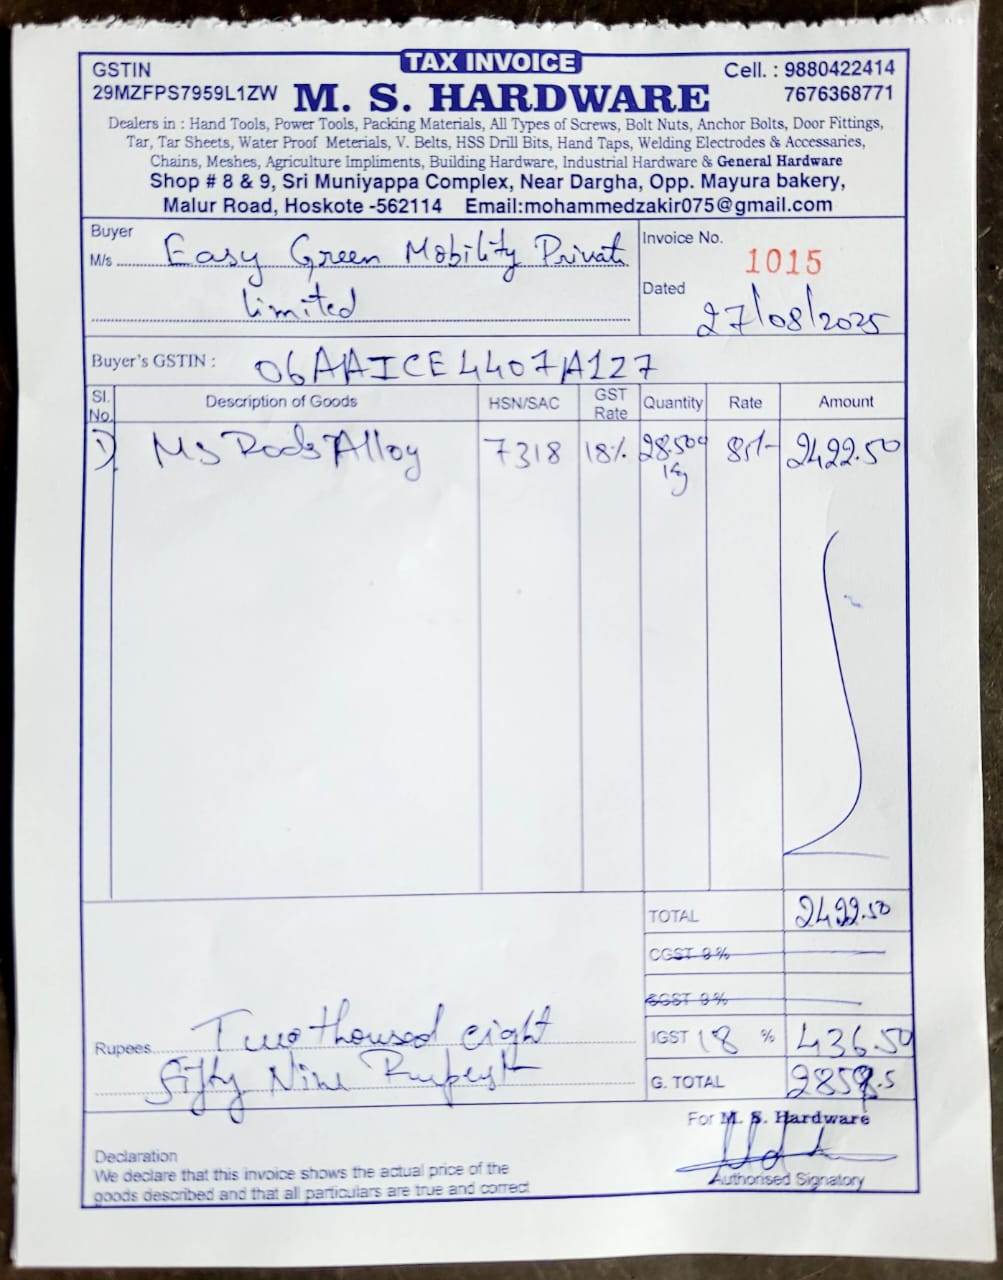 TAX INVOICE
GSTIN
29MZFPS7959L1ZW
Cell. : 9880422414
7676368771
M. S. HARDWARE
Dealers in : Hand Tools, Power Tools, Packing Materials, All Types of Screws, Bolt Nuts, Anchor Bolts, Door Fittings,
Tar, Tar Sheets, Water Proof Meterials, V. Belts, HSS Drill Bits, Hand Taps, Welding Electrodes & Accessaries,
Chains, Meshes, Agriculture Impliments, Building Hardware, Industrial Hardware & General Hardware
Shop # 8 & 9, Sri Muniyappa Complex, Near Dargha, Opp. Mayura bakery,
Malur Road, Hoskote -562114 Email:mohammedzakir075@gmail.com
Buyer
M/s Easy Green Mobility Private
limited
Invoice No.
1015
Dated
27/08/2025
Buyer's GSTIN : 06AAICE4407A1Z7
Sl. No. Description of Goods HSN/SAC GST Rate Quantity Rate Amount
1) MS Rods Alloy 7318 18% 28.500 kg 85/- 2422.50
TOTAL 2422.50
CGST 9%
SGST 9%
IGST 18 % 436.50
G. TOTAL 2859.5
Rupees Two thoused eight
fifty Nine Rupees
For M. S. Hardware
Authorised Signatory
Declaration
We declare that this invoice shows the actual price of the
goods described and that all particulars are true and correct